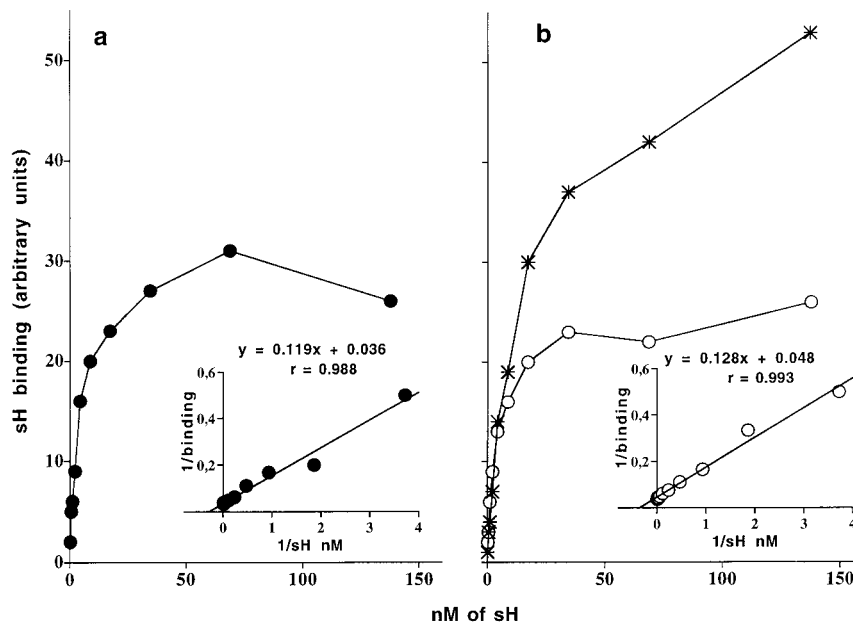 a
b
sH binding (arbitrary units)
50
40
30
20
10
0
y = 0.119x + 0.036
r = 0.988
1/binding
0,6
0,4
0,2
0 1 2 3 4
1/sH nM
y = 0.128x + 0.048
r = 0.993
1/binding
0,6
0,4
0,2
0 1 2 3 4
1/sH nM
0 50 100 150
0 50 100 150
nM of sH